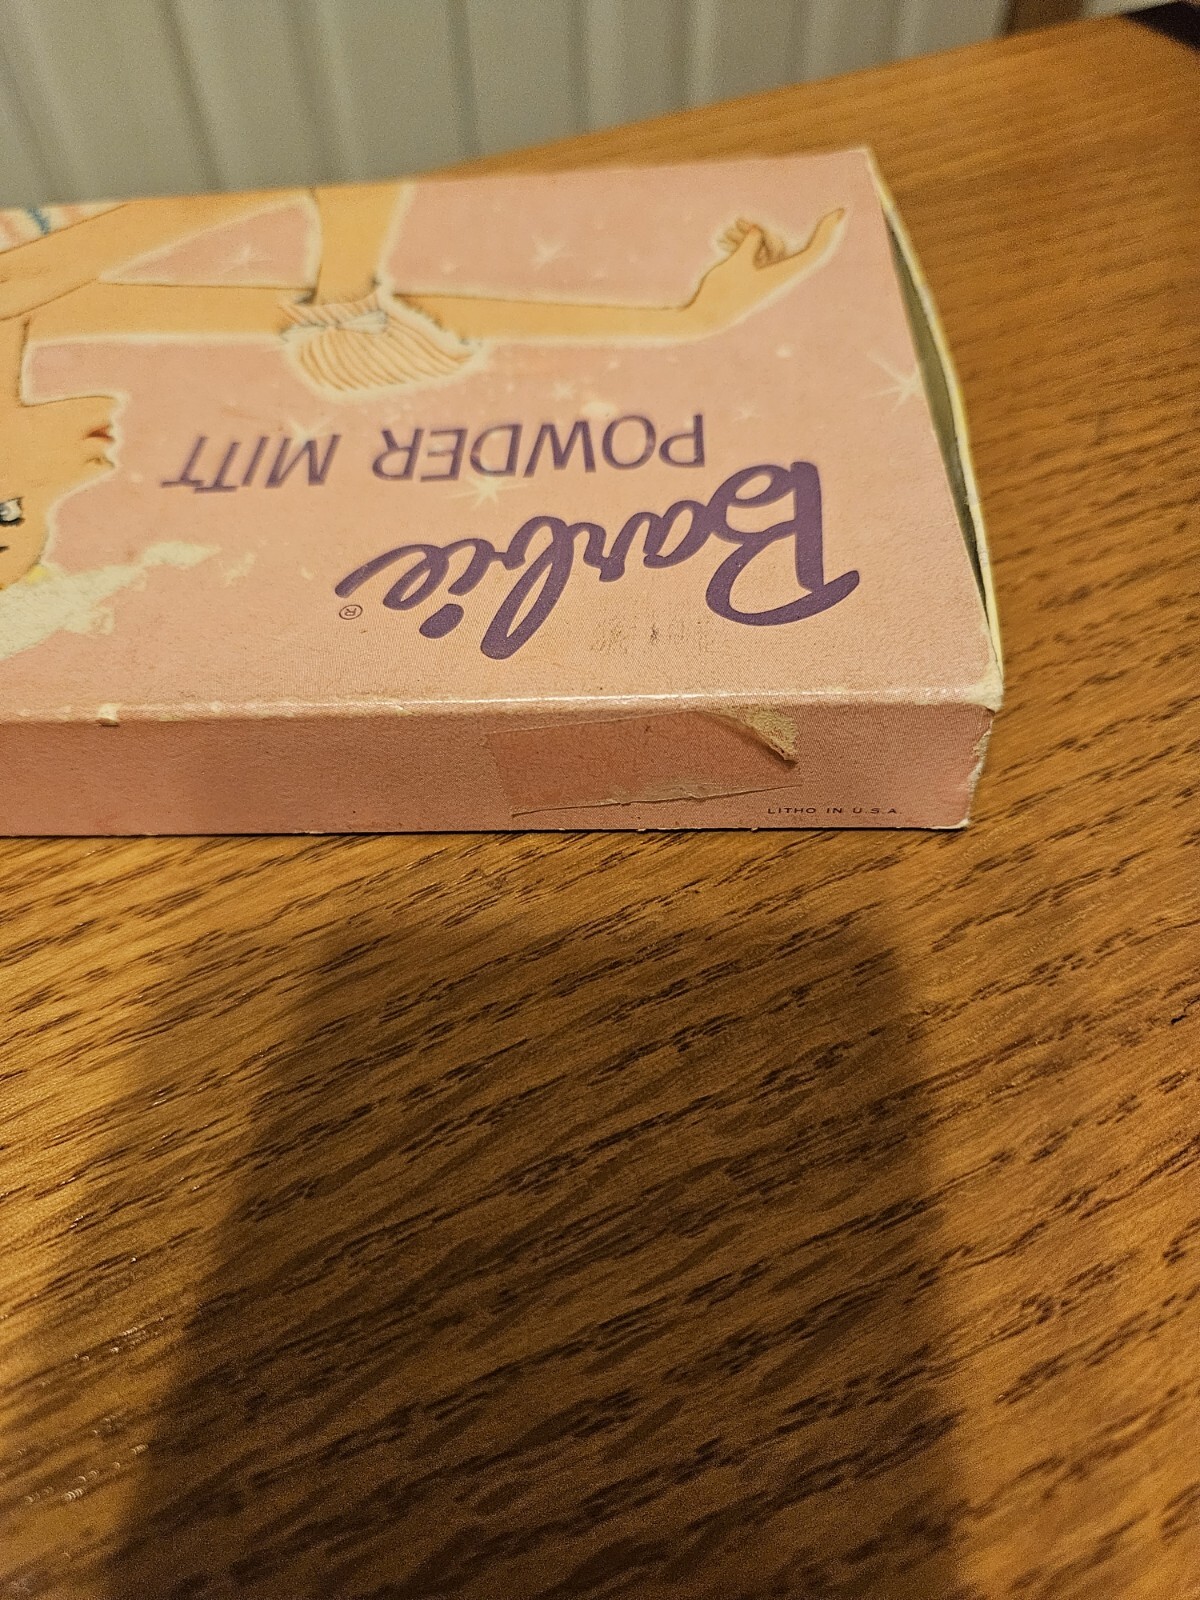 Barbie®
POWDER MITT
LITHO IN U.S.A.